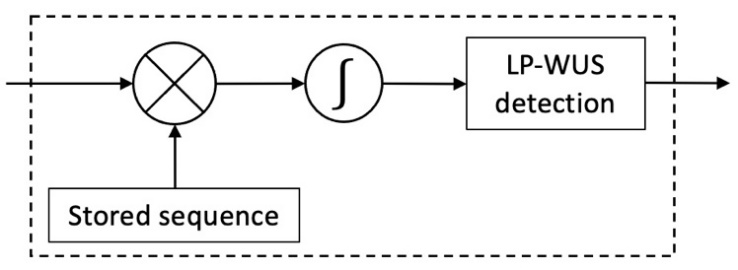 ∫
LP-WUS
detection
Stored sequence